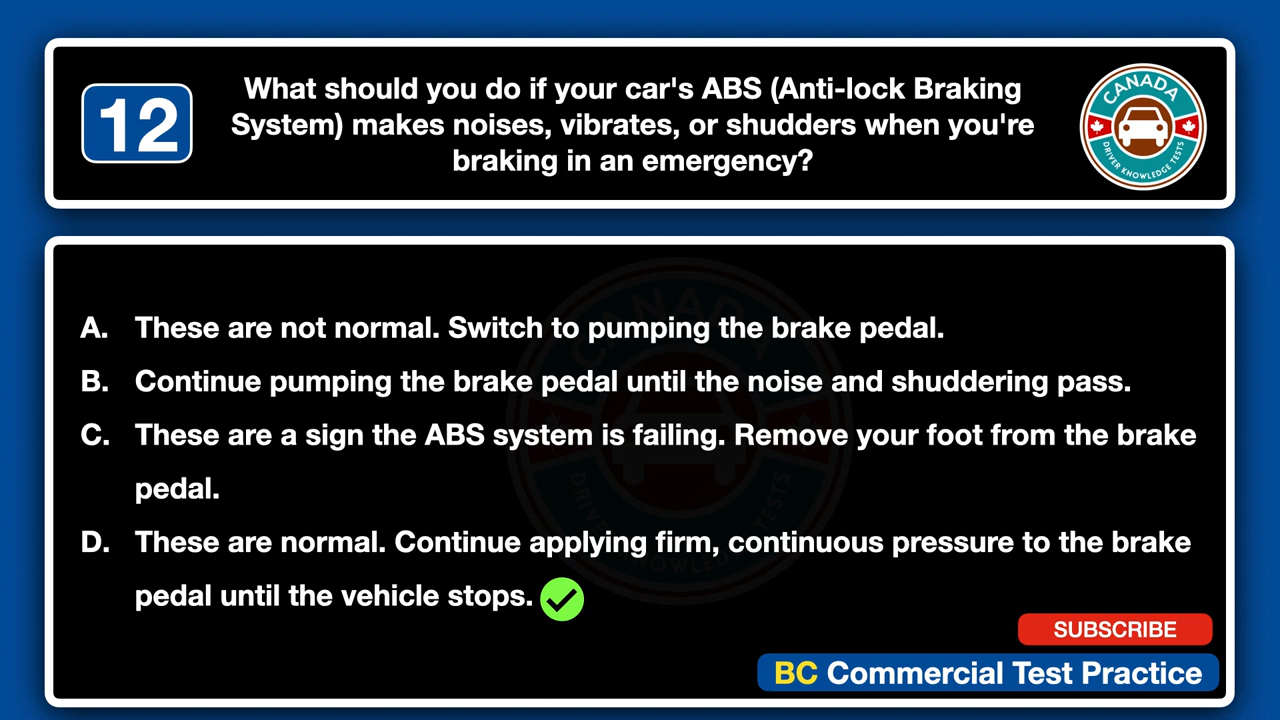 12
What should you do if your car's ABS (Anti-lock Braking
System) makes noises, vibrates, or shudders when you're
braking in an emergency?
CANADA
DRIVER KNOWLEDGE TESTS
A. These are not normal. Switch to pumping the brake pedal.
B. Continue pumping the brake pedal until the noise and shuddering pass.
C. These are a sign the ABS system is failing. Remove your foot from the brake
pedal.
D. These are normal. Continue applying firm, continuous pressure to the brake
pedal until the vehicle stops.
SUBSCRIBE
BC Commercial Test Practice